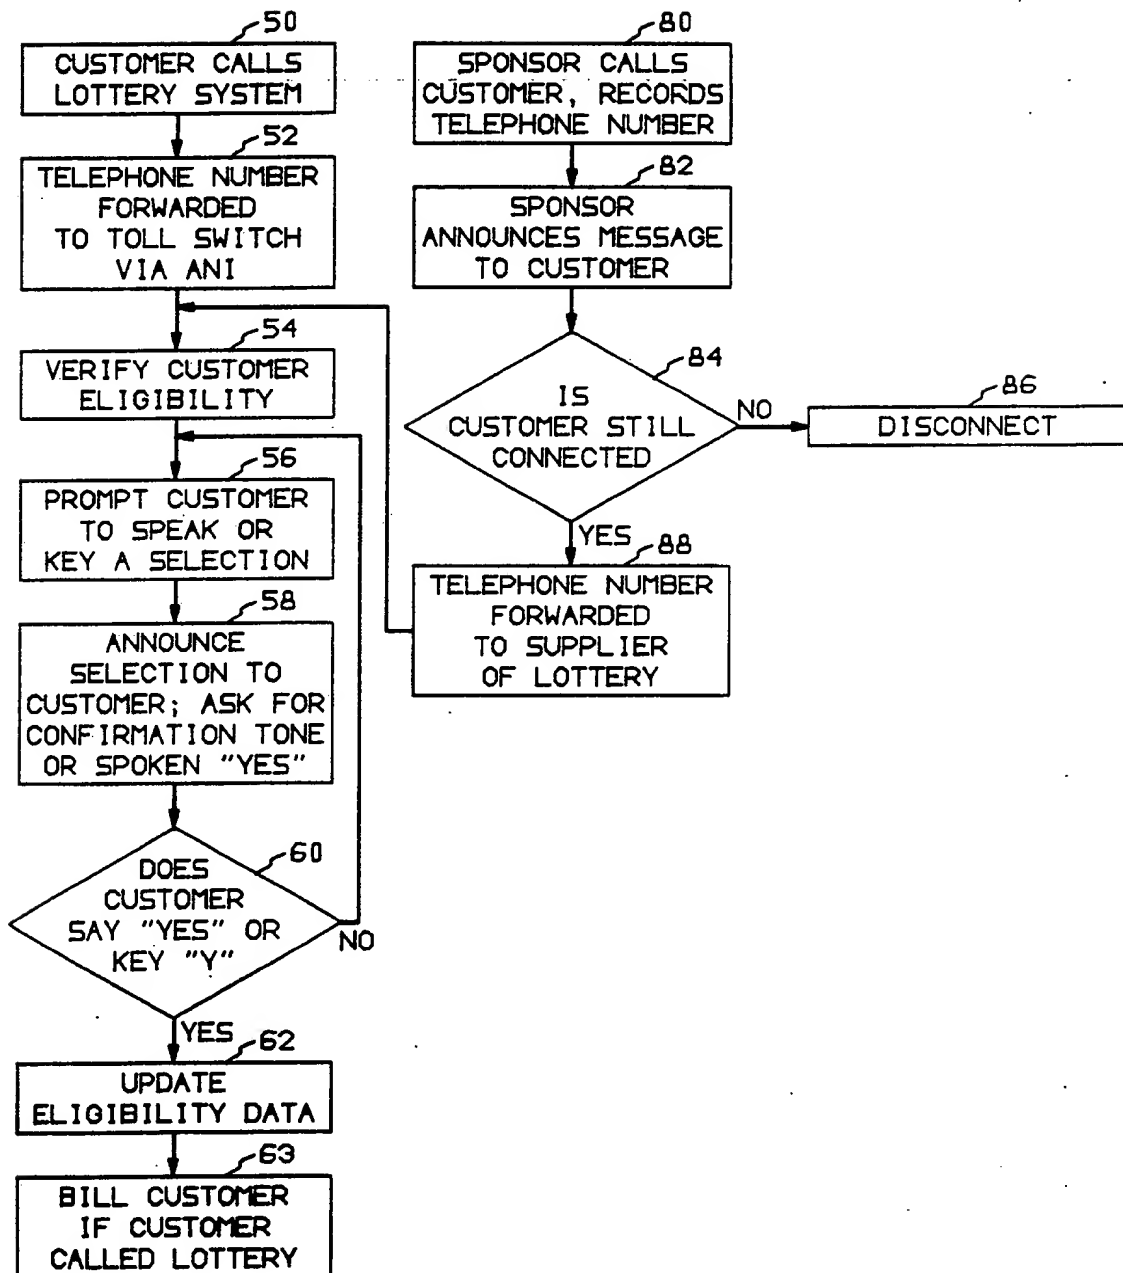 50
CUSTOMER CALLS
LOTTERY SYSTEM
52
TELEPHONE NUMBER
FORWARDED
TO TOLL SWITCH
VIA ANI
54
VERIFY CUSTOMER
ELIGIBILITY
56
PROMPT CUSTOMER
TO SPEAK OR
KEY A SELECTION
58
ANNOUNCE
SELECTION TO
CUSTOMER; ASK FOR
CONFIRMATION TONE
OR SPOKEN "YES"
60
DOES
CUSTOMER
SAY "YES" OR
KEY "Y"
NO
YES
62
UPDATE
ELIGIBILITY DATA
63
BILL CUSTOMER
IF CUSTOMER
CALLED LOTTERY
80
SPONSOR CALLS
CUSTOMER, RECORDS
TELEPHONE NUMBER
82
SPONSOR
ANNOUNCES MESSAGE
TO CUSTOMER
84
IS
CUSTOMER STILL
CONNECTED
NO
86
DISCONNECT
YES
88
TELEPHONE NUMBER
FORWARDED
TO SUPPLIER
OF LOTTERY